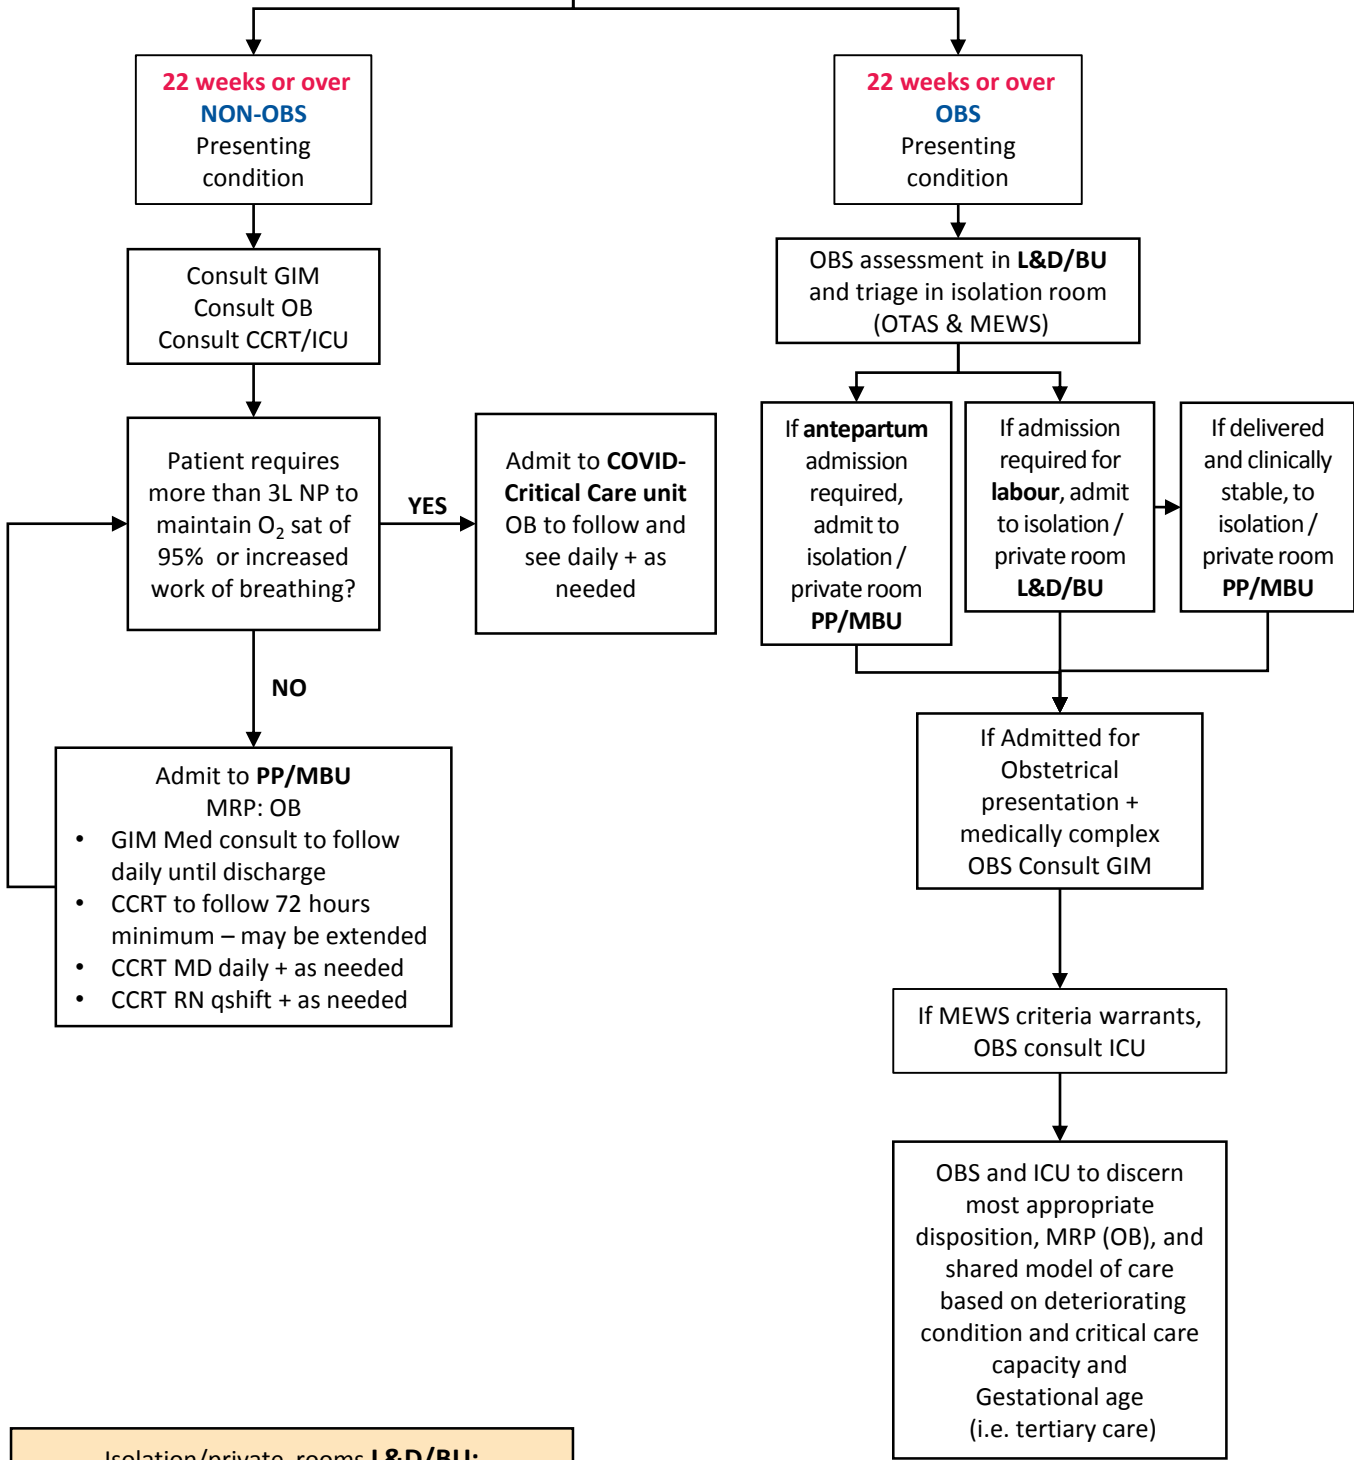 22 weeks or over
NON-OBS
Presenting
condition
Consult GIM
Consult OB
Consult CCRT/ICU
Patient requires
more than 3L NP to
maintain O2 sat of
95% or increased
work of breathing?
YES
Admit to COVID-
Critical Care unit
OB to follow and
see daily + as
needed
NO
Admit to PP/MBU
MRP: OB
• GIM Med consult to follow
daily until discharge
• CCRT to follow 72 hours
minimum – may be extended
• CCRT MD daily + as needed
• CCRT RN qshift + as needed
22 weeks or over
OBS
Presenting
condition
OBS assessment in L&D/BU
and triage in isolation room
(OTAS & MEWS)
If antepartum
admission
required,
admit to
isolation /
private room
PP/MBU
If admission
required for
labour, admit
to isolation /
private room
L&D/BU
If delivered
and clinically
stable, to
isolation /
private room
PP/MBU
If Admitted for
Obstetrical
presentation +
medically complex
OBS Consult GIM
If MEWS criteria warrants,
OBS consult ICU
OBS and ICU to discern
most appropriate
disposition, MRP (OB), and
shared model of care
based on deteriorating
condition and critical care
capacity and
Gestational age
(i.e. tertiary care)
Isolation/private rooms L&D/BU: